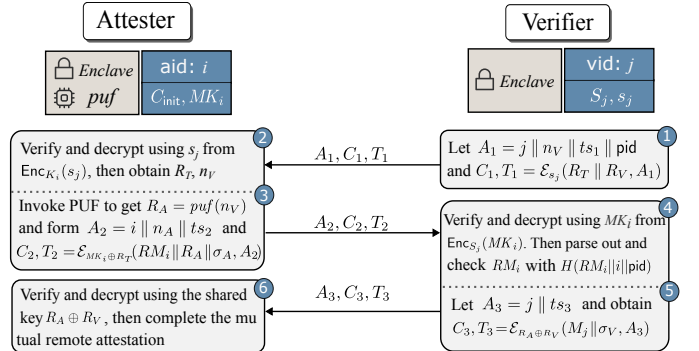 Attester
Verifier
Enclave
puf
aid: i
C_init, MK_i
Enclave
vid: j
S_j, s_j
1
Let A_1 = j ∥ n_V ∥ ts_1 ∥ pid
and C_1, T_1 = ℰ_{s_j}(R_T ∥ R_V, A_1)
A_1, C_1, T_1
2
Verify and decrypt using s_j from
Enc_{K_i}(s_j), then obtain R_T, n_V
3
Invoke PUF to get R_A = puf(n_V)
and form A_2 = i ∥ n_A ∥ ts_2 and
C_2, T_2 = ℰ_{MK_i⊕R_T}(RM_i∥R_A∥σ_A, A_2)
A_2, C_2, T_2
4
Verify and decrypt using MK_i from
Enc_{S_j}(MK_i). Then parse out and
check RM_i with H(RM_i||i||pid)
5
Let A_3 = j ∥ ts_3 and obtain
C_3, T_3 = ℰ_{R_A⊕R_V}(M_j∥σ_V, A_3)
A_3, C_3, T_3
6
Verify and decrypt using the shared
key R_A ⊕ R_V, then complete the mu
tual remote attestation